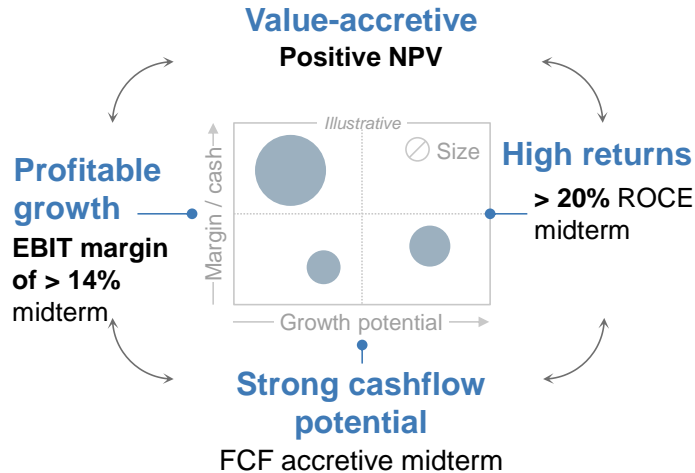 Value-accretive
Positive NPV
Illustrative
Size
Margin / cash
Growth potential
Profitable
growth
EBIT margin
of > 14%
midterm
High returns
> 20% ROCE
midterm
Strong cashflow
potential
FCF accretive midterm